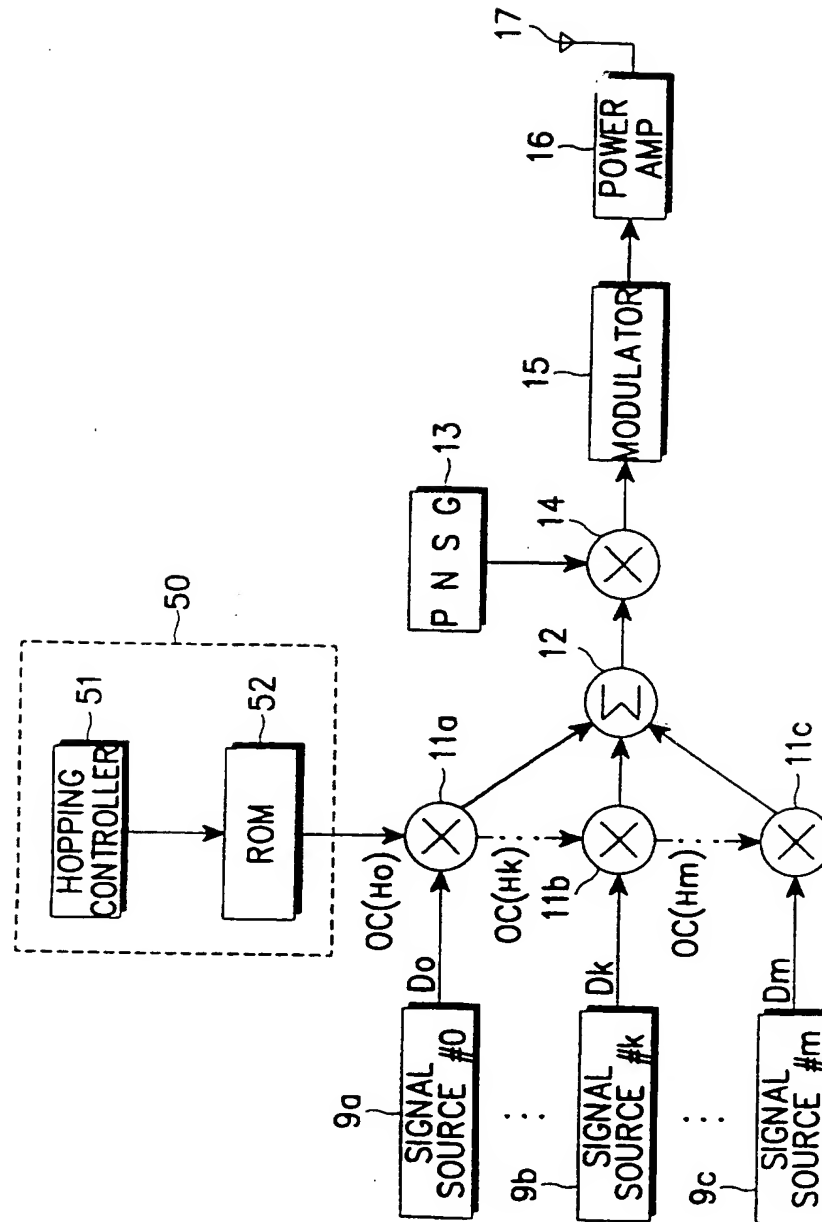 50
51
HOPPING
CONTROLLER
52
ROM
OC(Ho)
11a
OC(Hk)
11b
OC(Hm)
11c
9a
SIGNAL
SOURCE #0
Do
9b
SIGNAL
SOURCE #k
Dk
9c
SIGNAL
SOURCE #m
Dm
12
Σ
13
P N S G
14
15
MODULATOR
16
POWER
AMP
17